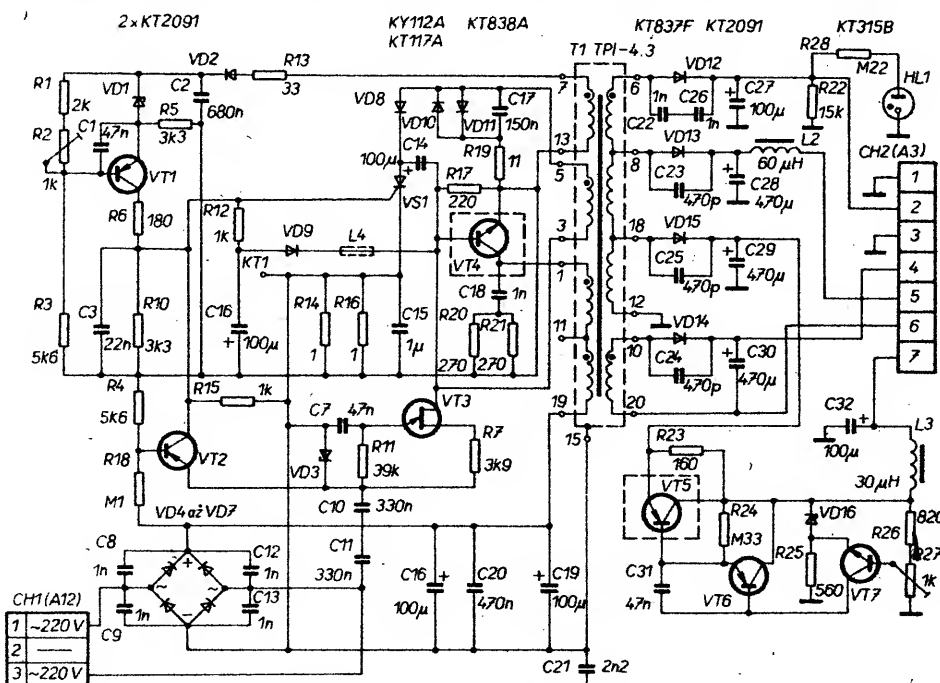 2xKT2091
KY112A
KT117A
KT838A
KT837F KT2091
KT315B
T1 TPI-4.3
R1
2k
R2
1k
C1
47n
VD1
C2
680n
VD2
R13
33
R5
3k3
VT1
R6
180
R12
1k
KT1
VD9
L4
VD8
VD10
VD11
C17
150n
C14
100µ
VS1
R19
11
R17
220
VT4
C18
1n
R20
270
R21
270
R3
5k6
C3
22n
R10
3k3
C16
100µ
R14
1
R16
1
C15
1µ
R4
5k6
R15
1k
C7
47n
VT3
R18
M1
VT2
VD3
R11
39k
R7
3k9
C10
330n
C11
330n
VD4 až VD7
C8
1n
C12
1n
C9
1n
C13
1n
+
~
~
-
CH1(A12)
1 ~220V
2 —
3 ~220V
C16
100µ
C20
470n
C19
100µ
C21
2n2
7
13
5
3
1
11
19
15
6
8
18
12
10
20
VD12
1n
C22
C26
1n
C27
100µ
R28
M22
HL1
R22
15k
VD13
C23
470p
L2
60µH
C28
470µ
VD15
C25
470p
C29
470µ
VD14
C24
470p
C30
470µ
CH2(A3)
1
2
3
4
5
6
7
C32
100µ
L3
30µH
R23
160
VT5
R24
M33
C31
47n
VT6
VD16
R25
560
VT7
R26
820
R27
1k